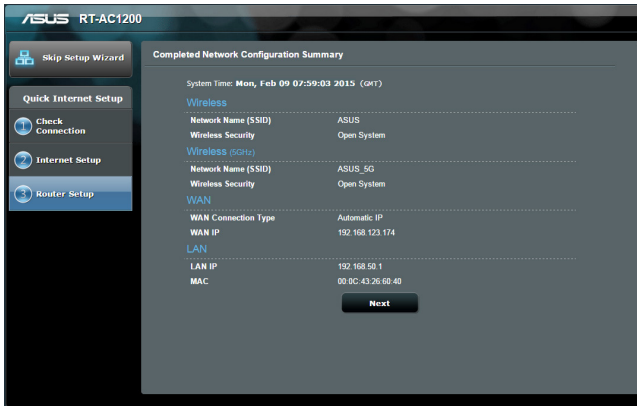 ASUS RT-AC1200
Skip Setup Wizard
Quick Internet Setup
1 Check Connection
2 Internet Setup
3 Router Setup
Completed Network Configuration Summary
System Time: Mon, Feb 09 07:59:03 2015 (GMT)
Wireless
Network Name (SSID) ASUS
Wireless Security Open System
Wireless (5GHz)
Network Name (SSID) ASUS_5G
Wireless Security Open System
WAN
WAN Connection Type Automatic IP
WAN IP 192.168.123.174
LAN
LAN IP 192.168.50.1
MAC 00:0C:43:26:60:40
Next